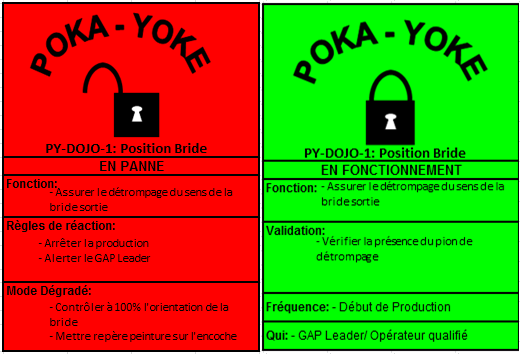 POKA - YOKE
PY-DOJO-1: Position Bride
EN PANNE
Fonction:
- Assurer le détrompage du sens de la
bride sortie
Règles de réaction:
- Arrêter la production
- Alerter le GAP Leader
Mode Dégradé:
- Contrôler à 100% l'orientation de la
bride
- Mettre repère peinture sur l'encoche
POKA - YOKE
PY-DOJO-1: Position Bride
EN FONCTIONNEMENT
Fonction: - Assurer le détrompage du sens de la
bride sortie
Validation:
- Vérifier la présence du pion de
détrompage
Fréquence: - Début de Production
Qui: - GAP Leader/ Opérateur qualifié